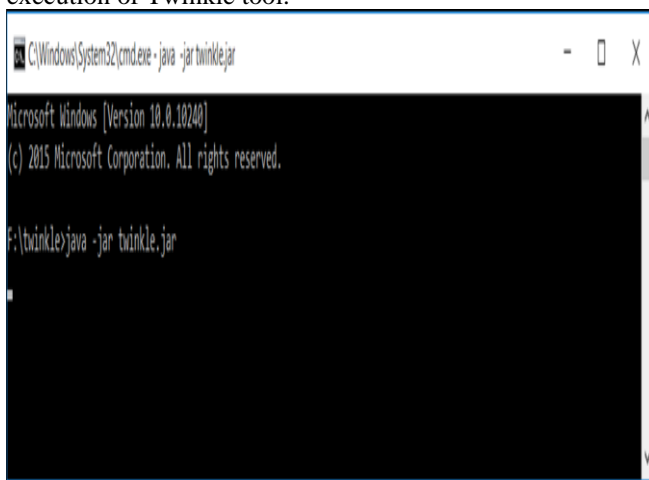 execution of Twinkle tool.
C:\Windows\System32\cmd.exe - java -jar twinkle.jar
Microsoft Windows [Version 10.0.10240]
(c) 2015 Microsoft Corporation. All rights reserved.
F:\twinkle>java -jar twinkle.jar